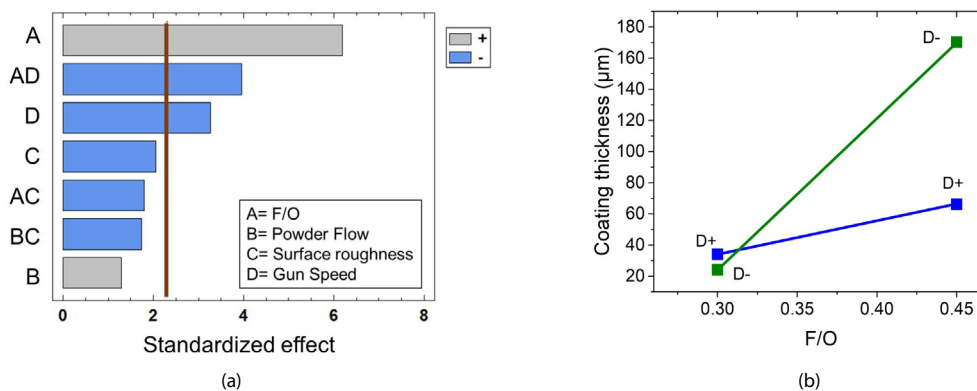 A
AD
D
C
AC
BC
B
+
-
A= F/O
B= Powder Flow
C= Surface roughness
D= Gun Speed
0 2 4 6 8
Standardized effect
(a)
Coating thickness (µm)
180
160
140
120
100
80
60
40
20
D-
D+
D+
D-
0.30 0.35 0.40 0.45
F/O
(b)